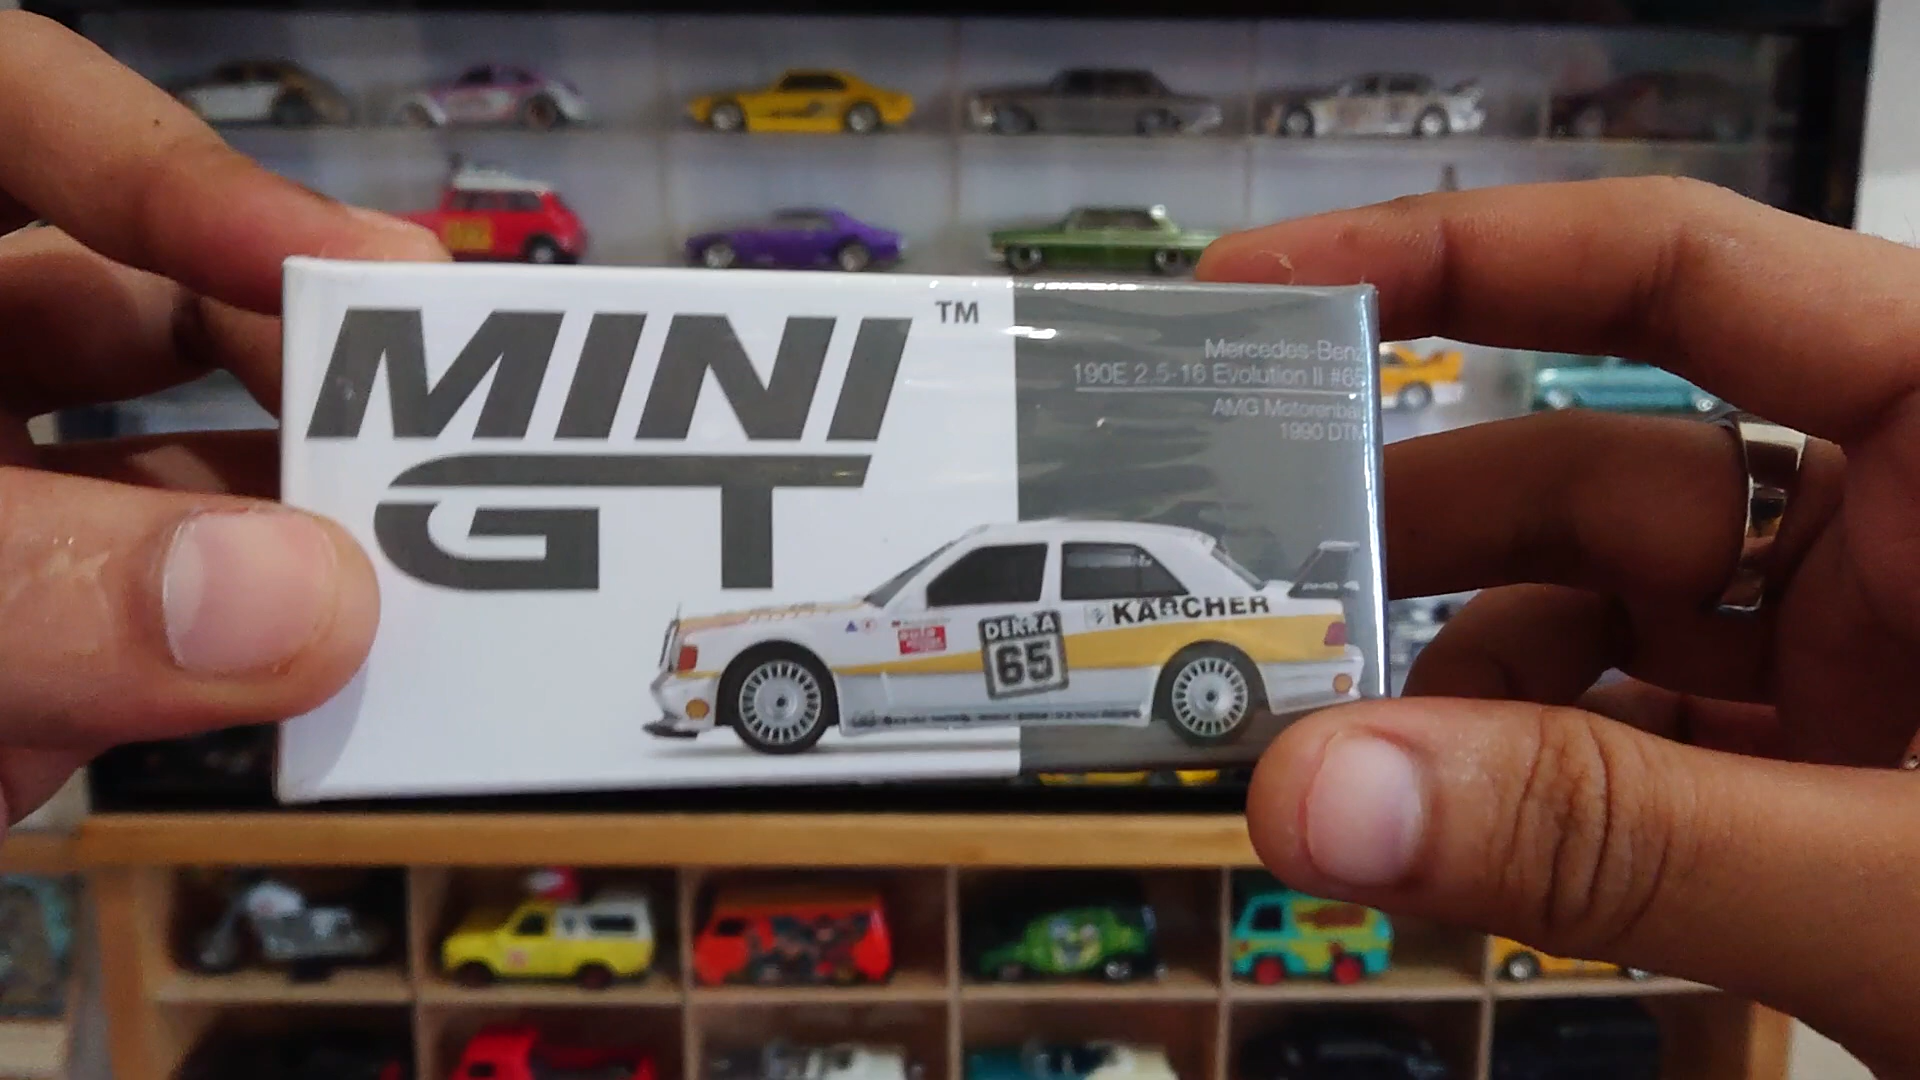 MINI
GT
TM
Mercedes-Benz
190E 2.5-16 Evolution II #65
AMG Motorenbau
1990 DTM
KÄRCHER
DEKRA
65
AMG